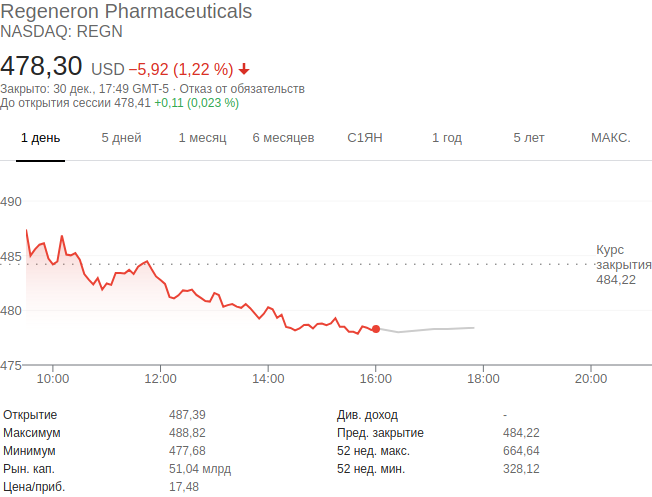 Regeneron Pharmaceuticals
NASDAQ: REGN
478,30 USD −5,92 (1,22 %)
Закрыто: 30 дек., 17:49 GMT-5 · Отказ от обязательств
До открытия сессии 478,41 +0,11 (0,023 %)
1 день 5 дней 1 месяц 6 месяцев С1ЯН 1 год 5 лет МАКС.
490
485
480
475
Курс
закрытия
484,22
10:00 12:00 14:00 16:00 18:00 20:00
Открытие 487,39 Див. доход -
Максимум 488,82 Пред. закрытие 484,22
Минимум 477,68 52 нед. макс. 664,64
Рын. кап. 51,04 млрд 52 нед. мин. 328,12
Цена/приб. 17,48